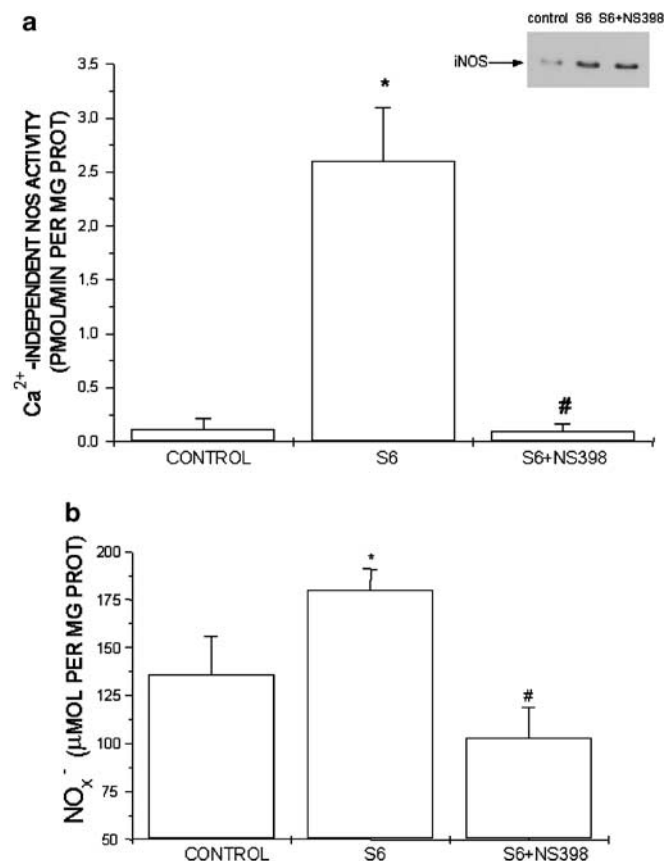 a
control S6 S6+NS398
iNOS
Ca2+-INDEPENDENT NOS ACTIVITY
(PMOL/MIN PER MG PROT)
3.5
3.0
2.5
2.0
1.5
1.0
0.5
0.0
*
#
CONTROL S6 S6+NS398
b
NOx- (μMOL PER MG PROT)
200
175
150
125
100
75
50
*
#
CONTROL S6 S6+NS398